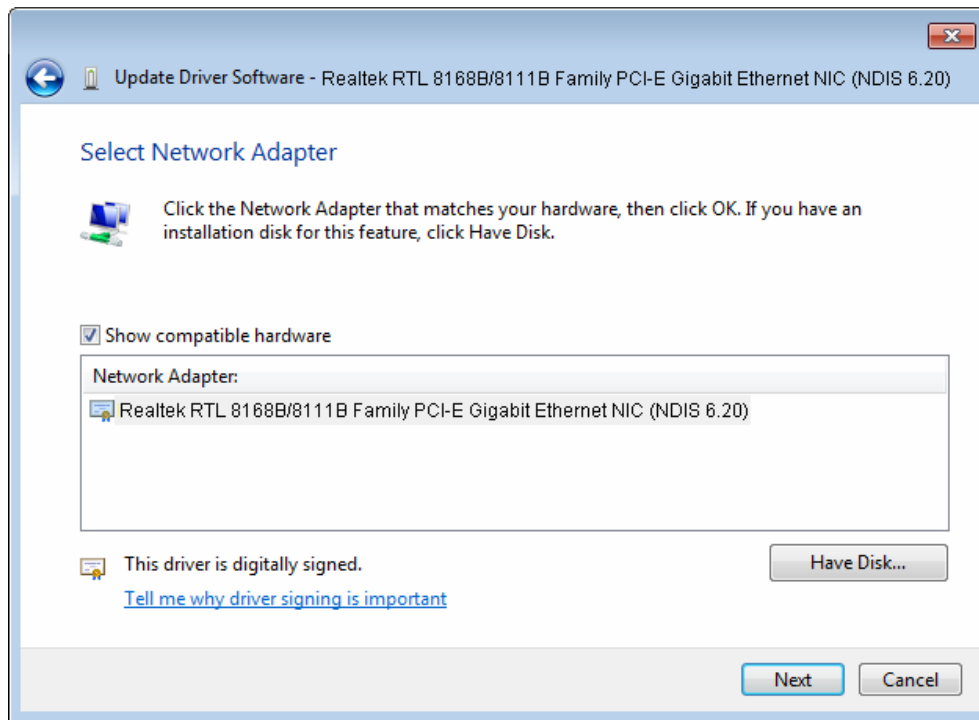 Update Driver Software - Realtek RTL 8168B/8111B Family PCI-E Gigabit Ethernet NIC (NDIS 6.20)
Select Network Adapter
Click the Network Adapter that matches your hardware, then click OK. If you have an
installation disk for this feature, click Have Disk.
Show compatible hardware
Network Adapter:
Realtek RTL 8168B/8111B Family PCI-E Gigabit Ethernet NIC (NDIS 6.20)
This driver is digitally signed.
Have Disk...
Tell me why driver signing is important
Next
Cancel